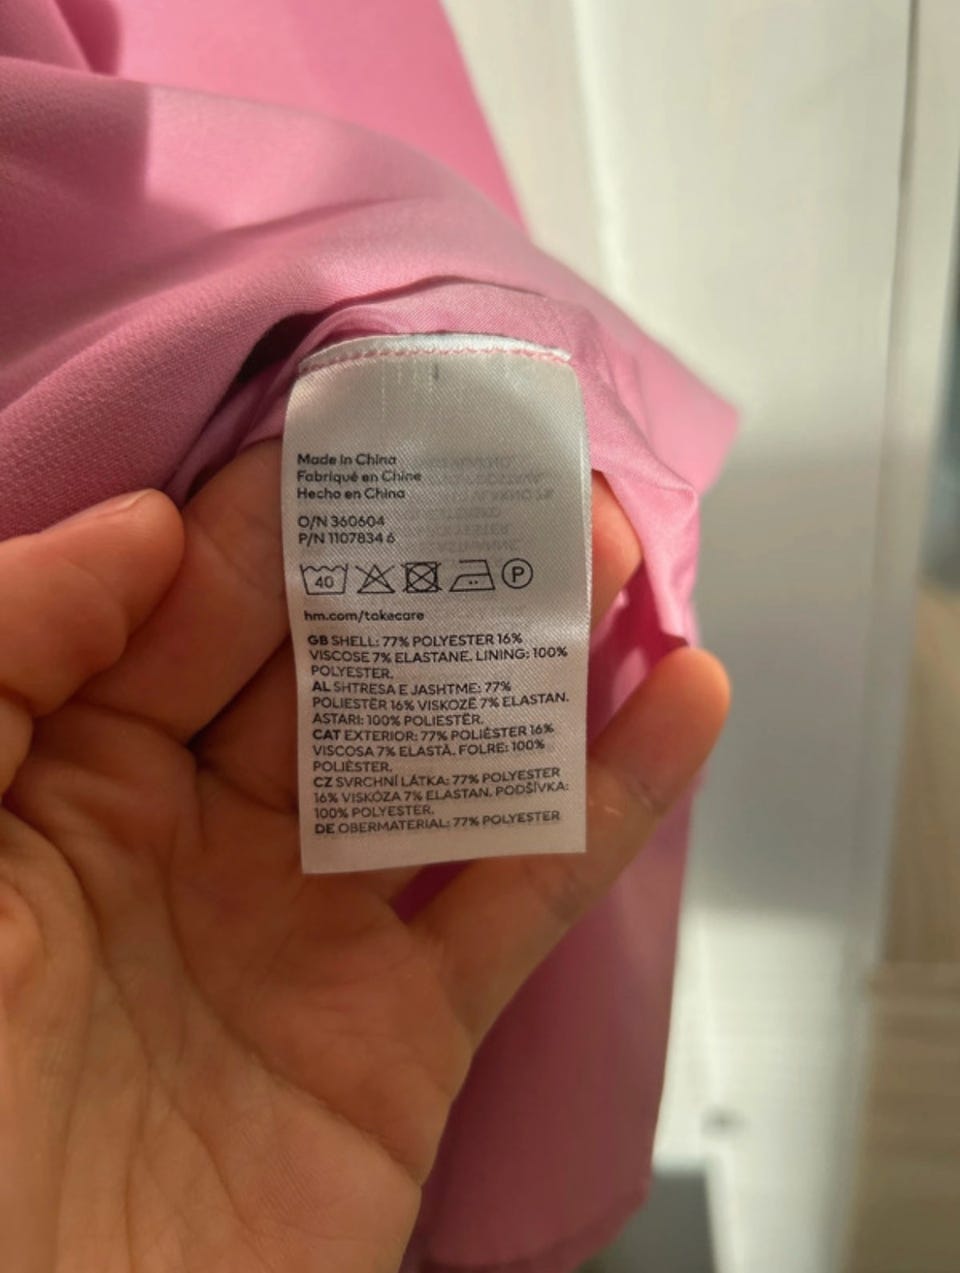 Made in China
Fabriqué en Chine
Hecho en China
O/N 360604
P/N 1107834 6
40
P
hm.com/takecare
GB SHELL: 77% POLYESTER 16%
VISCOSE 7% ELASTANE. LINING: 100%
POLYESTER.
AL SHTRESA E JASHTME: 77%
POLIESTËR 16% VISKOZË 7% ELASTAN.
ASTARI: 100% POLIESTËR.
CAT EXTERIOR: 77% POLIÈSTER 16%
VISCOSA 7% ELASTÀ. FOLRE: 100%
POLIÈSTER.
CZ SVRCHNÍ LÁTKA: 77% POLYESTER
16% VISKÓZA 7% ELASTAN. PODŠÍVKA:
100% POLYESTER.
DE OBERMATERIAL: 77% POLYESTER